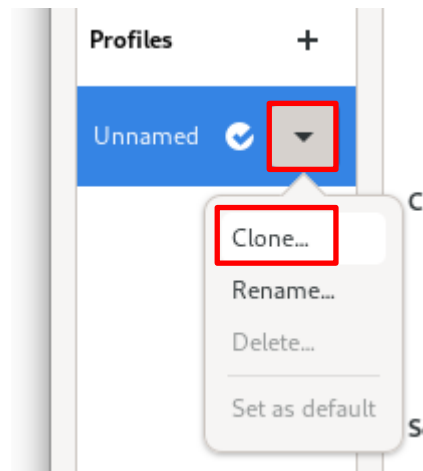 Profiles +
Unnamed
C
Clone...
Rename...
Delete...
Set as default
S